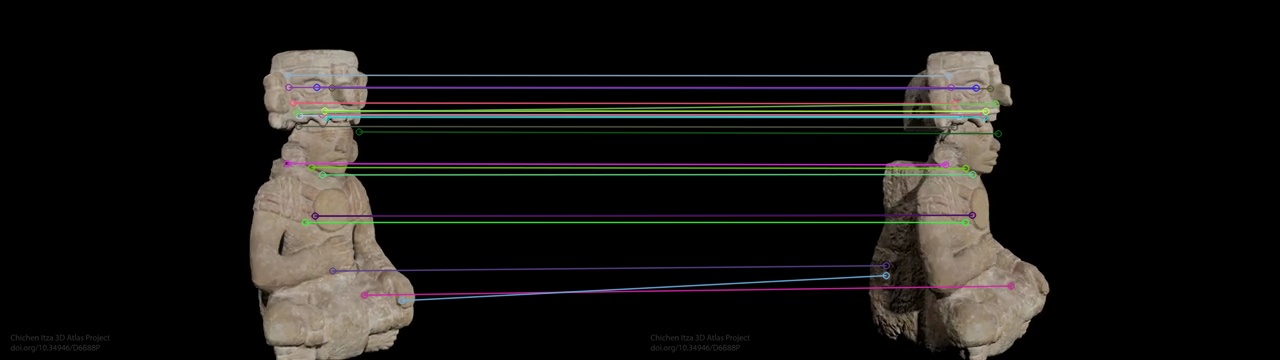 Chichen Itza 3D Atlas Project
doi.org/10.34946/D6B88P
Chichen Itza 3D Atlas Project
doi.org/10.34946/D6B88P